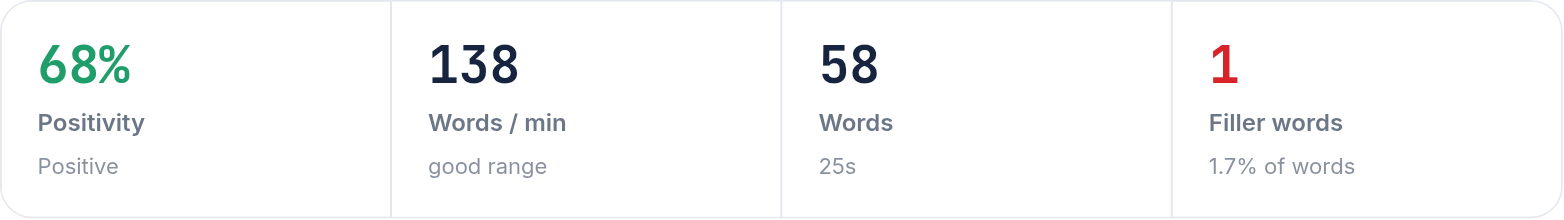 68%
Positivity
Positive
138
Words / min
good range
58
Words
25s
1
Filler words
1.7% of words